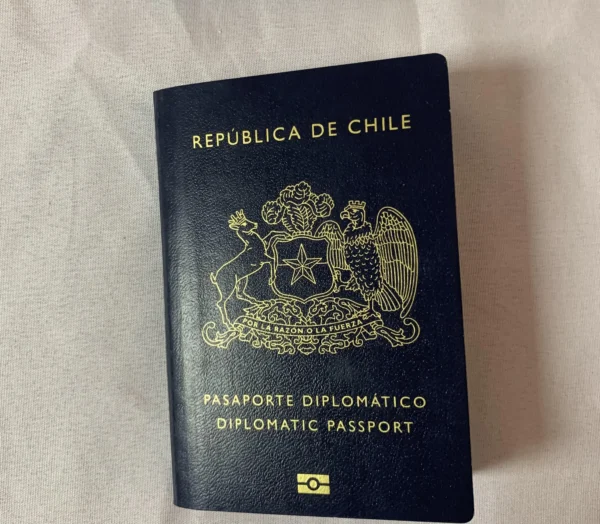 REPÚBLICA DE CHILE
POR LA RAZÓN O LA FUERZA
PASAPORTE DIPLOMÁTICO
DIPLOMATIC PASSPORT